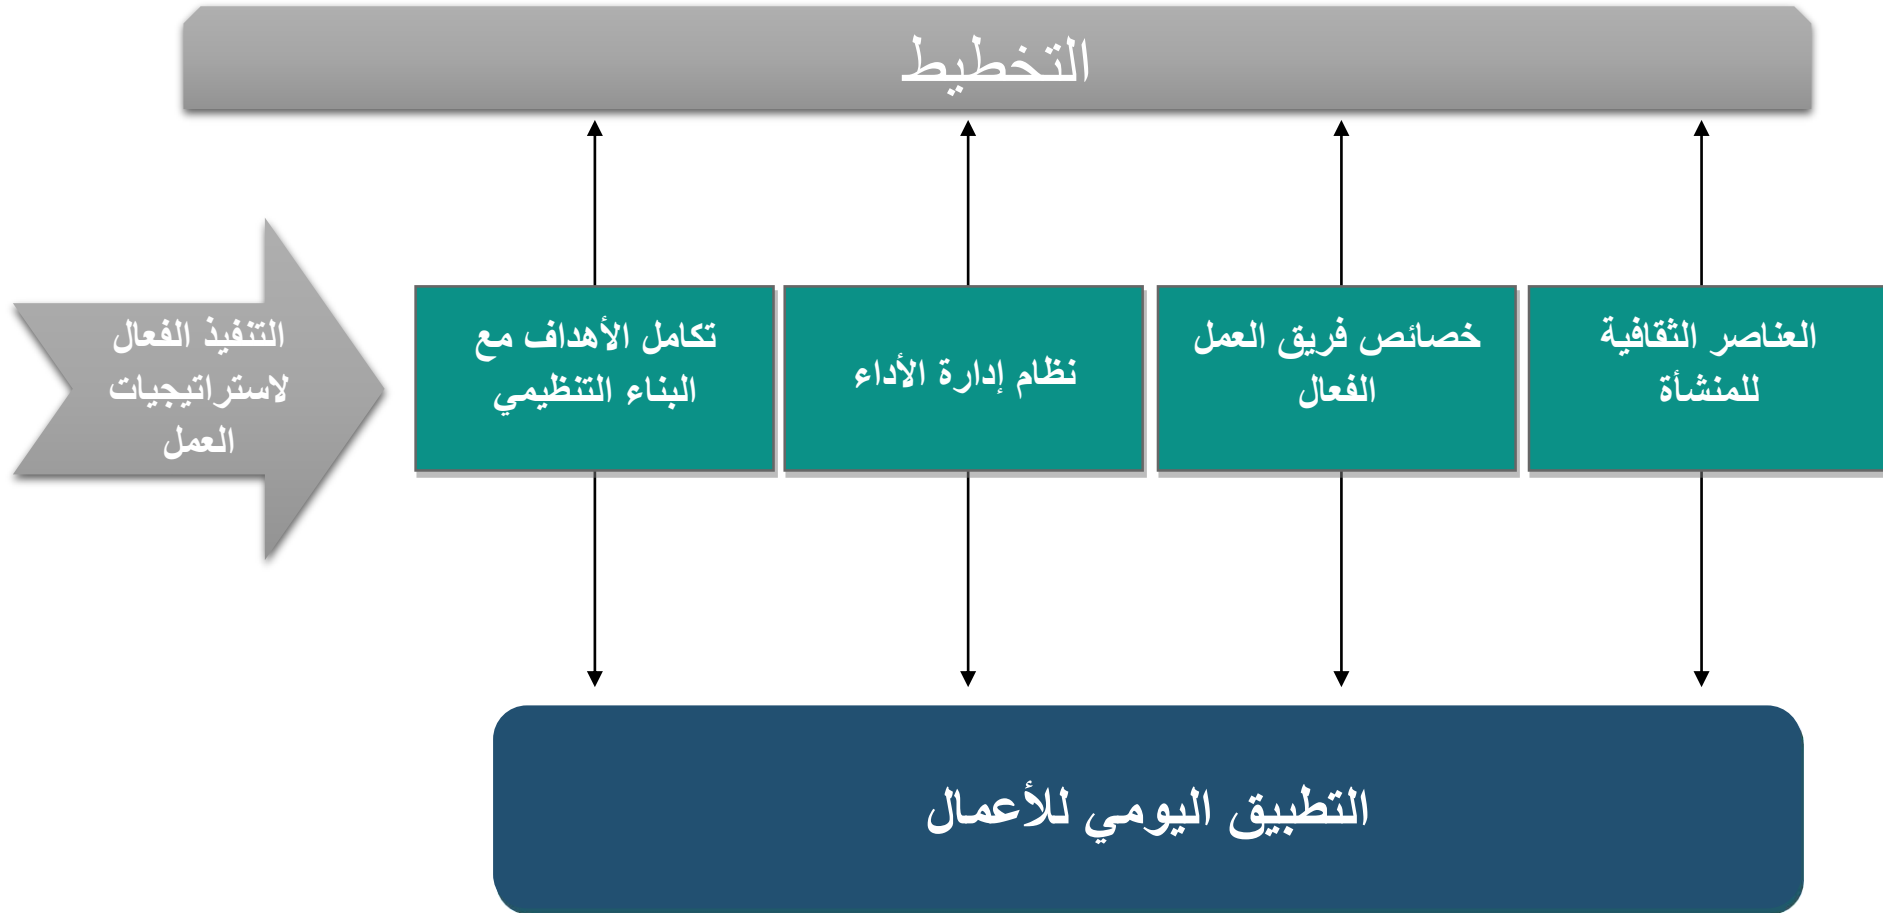 التخطيط
العناصر الثقافية
للمنشأة
خصائص فريق العمل
الفعال
نظام إدارة الأداء
تكامل الأهداف مع
البناء التنظيمي
التنفيذ الفعال
لاستراتيجيات
العمل
التطبيق اليومي للأعمال